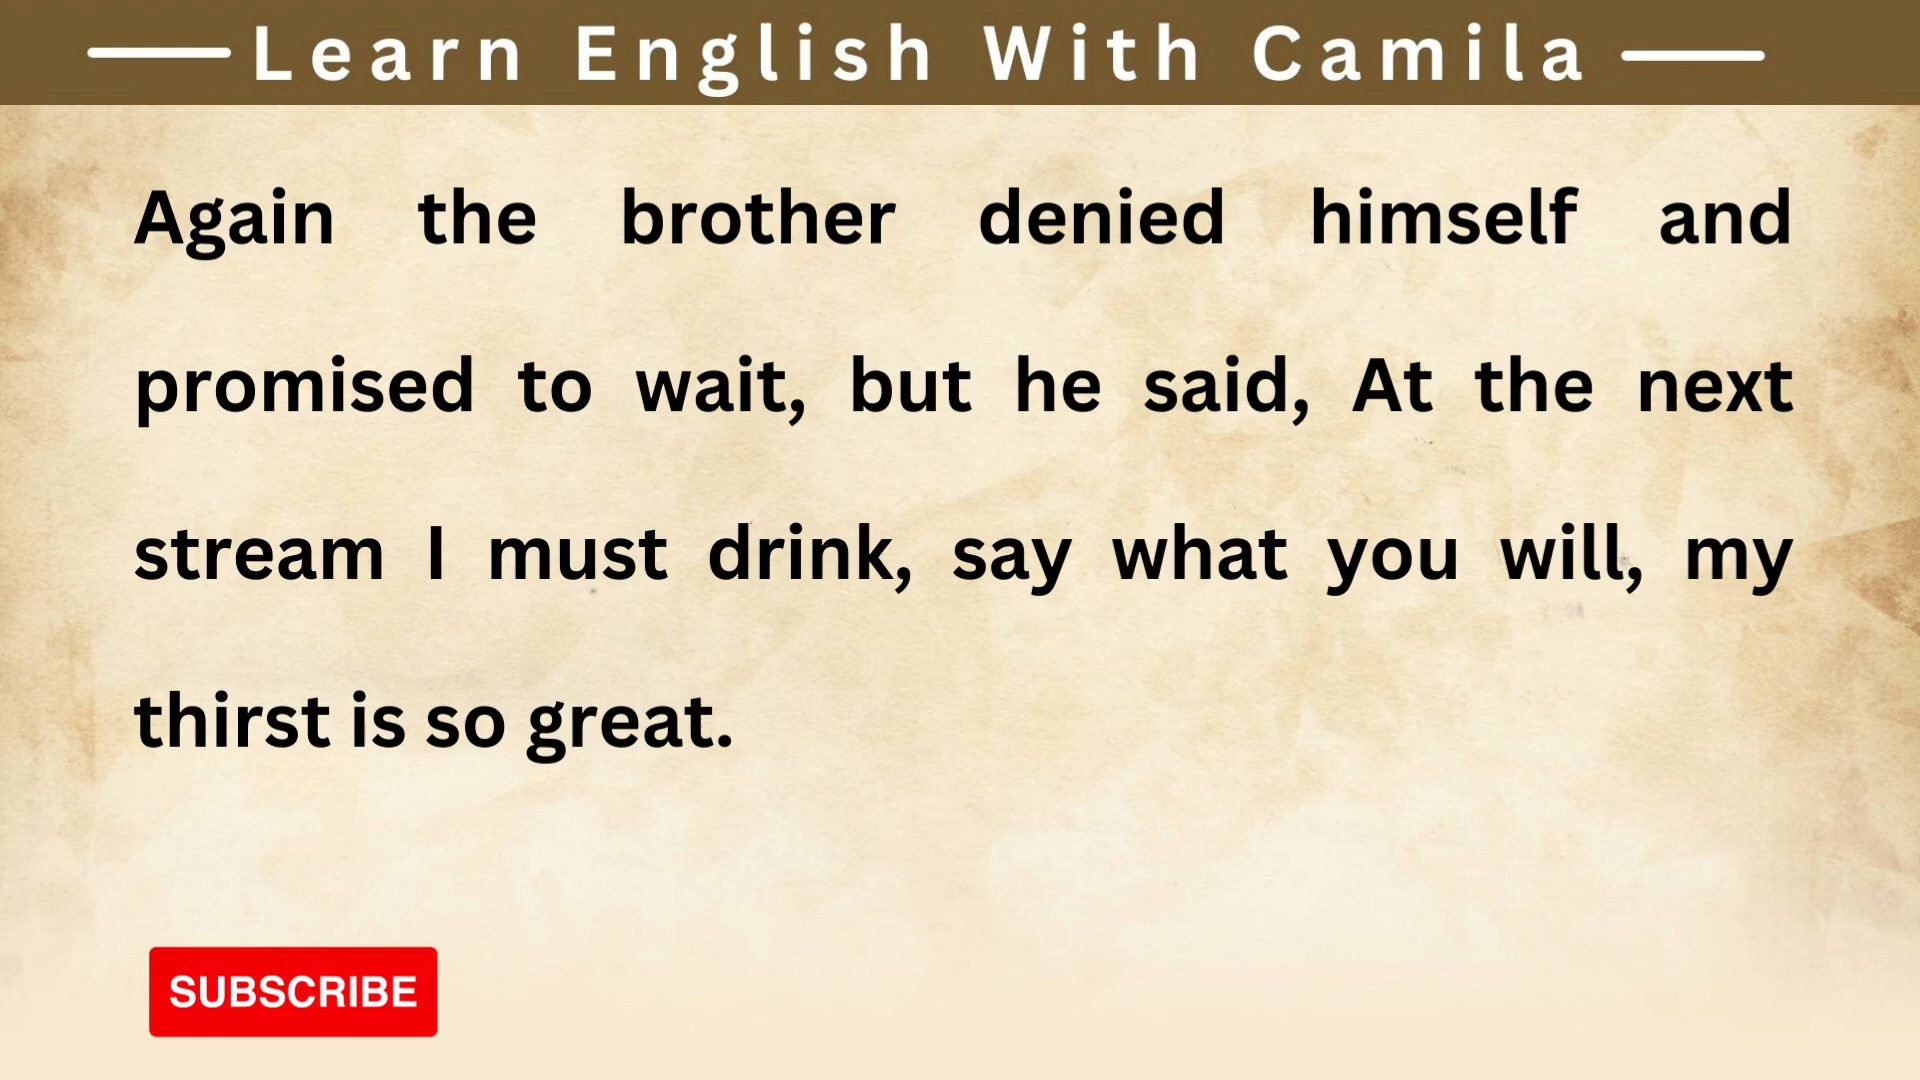 Learn English With Camila
Again the brother denied himself and
promised to wait, but he said, At the next
stream I must drink, say what you will, my
thirst is so great.
SUBSCRIBE